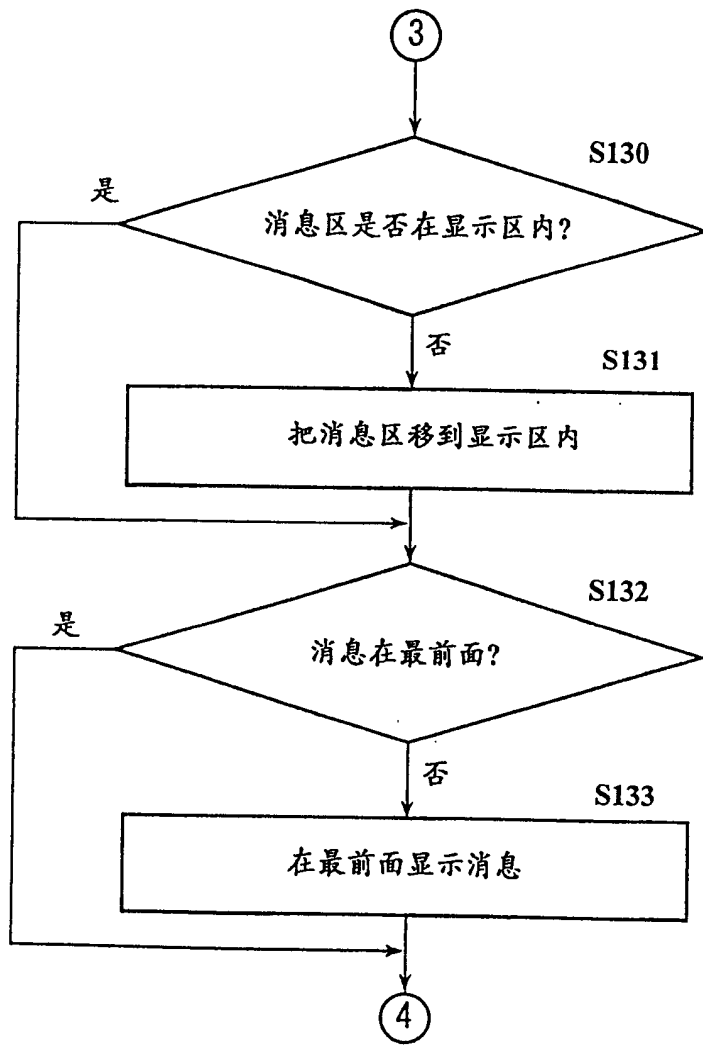 3
S130
是
消息区是否在显示区内?
否
S131
把消息区移到显示区内
S132
是
消息在最前面?
否
S133
在最前面显示消息
4